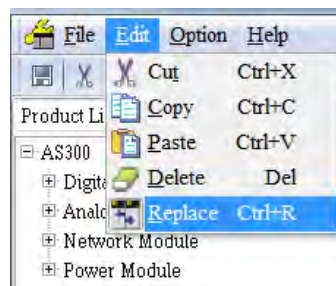 File Edit Option Help
Cut Ctrl+X
Copy Ctrl+C
Product Li
Paste Ctrl+V
AS300
Delete Del
Digit
Replace Ctrl+R
Analo
Network Module
Power Module